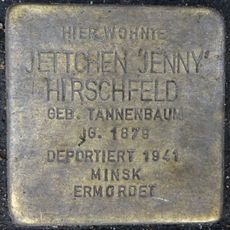 HIER WOHNTE
JETTCHEN "JENNY"
HIRSCHFELD
GEB. TANNENBAUM
JG. 1879
DEPORTIERT 1941
MINSK
ERMORDET